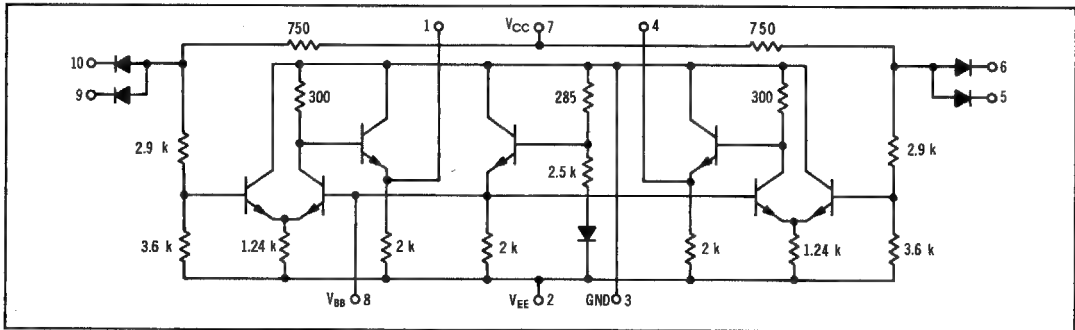 750 1 VCC 7 4 750
10 6
9 300 285 300 5
2.9 k 2.5 k 2.9 k
3.6 k 1.24 k 2 k 2 k 2 k 1.24 k 3.6 k
VBB 8 VEE 2 GND 3